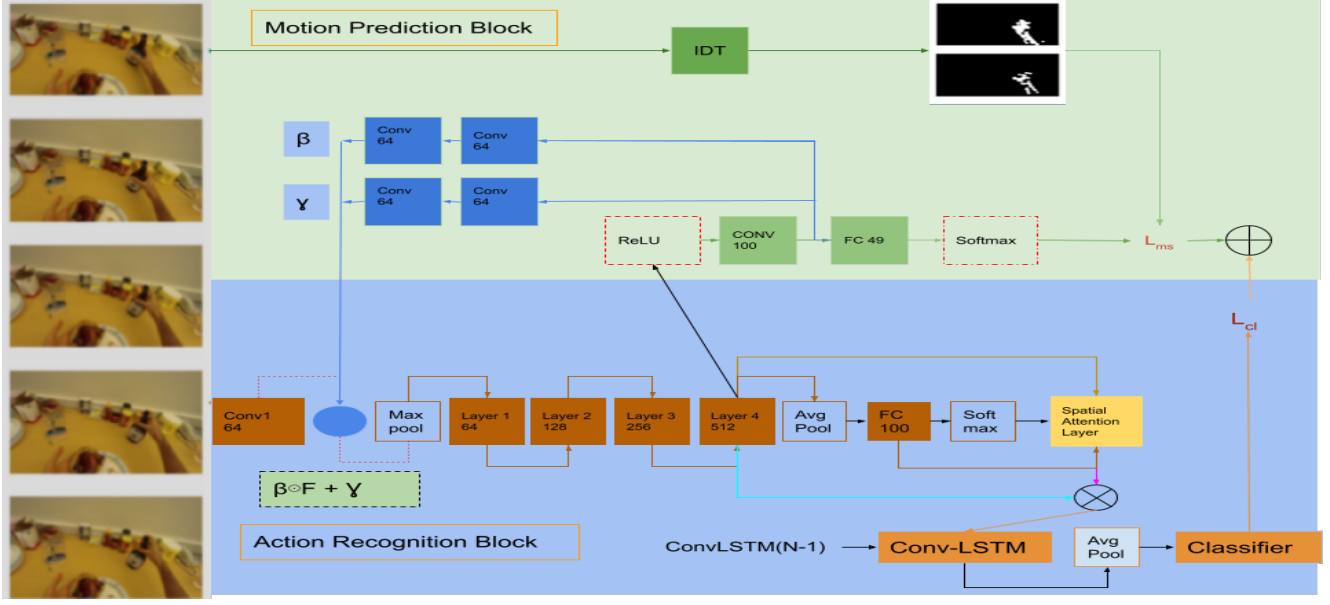 Motion Prediction Block
IDT
β
Conv
64
Conv
64
Ɣ
Conv
64
Conv
64
ReLU
CONV
100
FC 49
Softmax
Lms
Lcl
Conv1
64
Max
pool
Layer 1
64
Layer 2
128
Layer 3
256
Layer 4
512
Avg
Pool
FC
100
Soft
max
Spatial
Attention
Layer
β⊙F + Ɣ
Action Recognition Block
ConvLSTM(N-1)
Conv-LSTM
Avg
Pool
Classifier